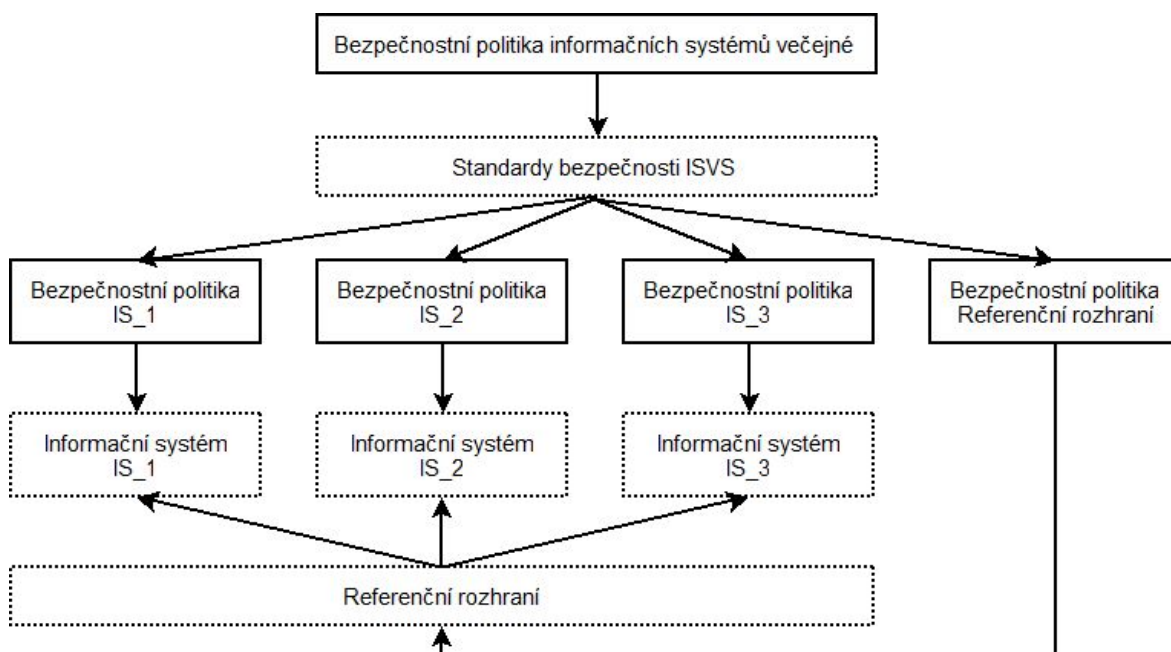 Bezpečnostní politika informačních systémů večejné
Standardy bezpečnosti ISVS
Bezpečnostní politika
IS_1
Bezpečnostní politika
IS_2
Bezpečnostní politika
IS_3
Bezpečnostní politika
Referenční rozhraní
Informační systém
IS_1
Informační systém
IS_2
Informační systém
IS_3
Referenční rozhraní